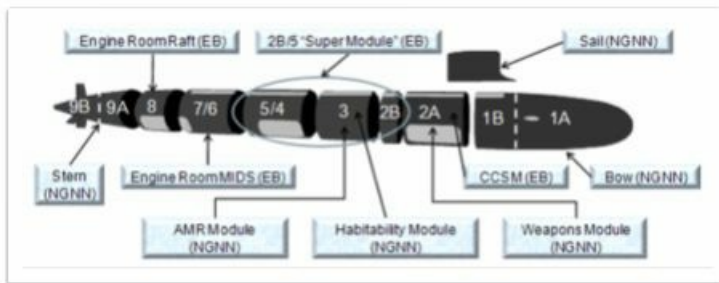 Engine Room Raft (EB)
2B/5 “Super Module” (EB)
Sail (NGNN)
9B
9A
8
7/6
5/4
3
2B
2A
1B
1A
Stern
(NGNN)
Engine Room MIDS (EB)
CCSM (EB)
Bow (NGNN)
AMR Module
(NGNN)
Habitability Module
(NGNN)
Weapons Module
(NGNN)